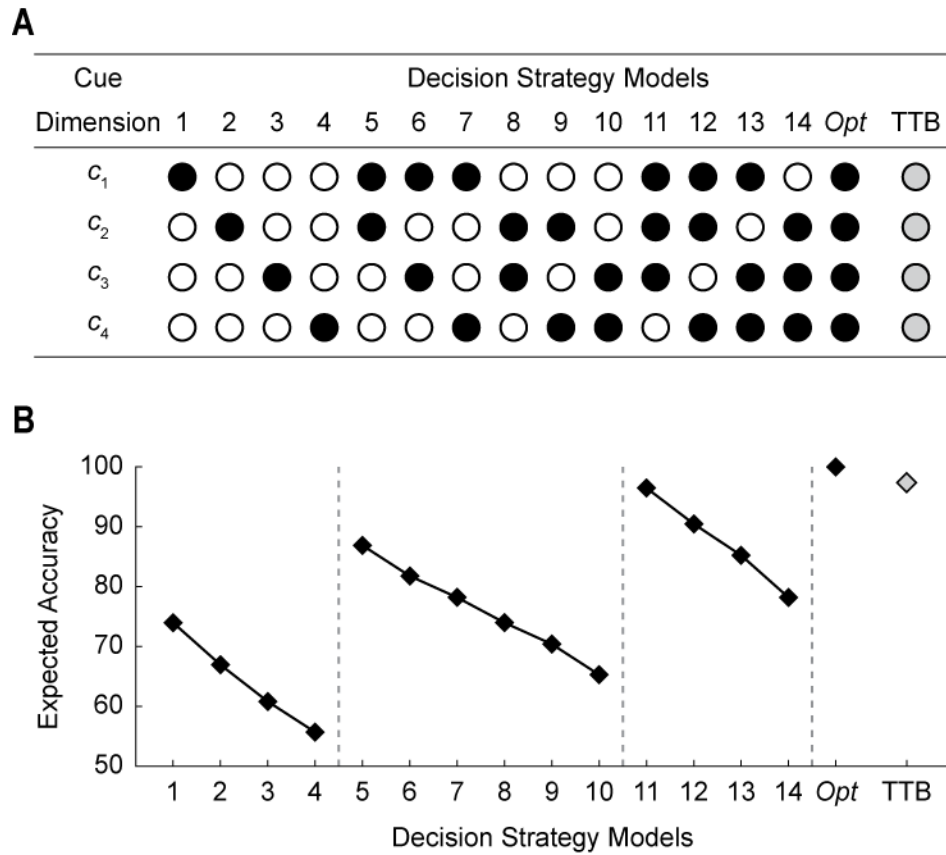 A
Cue Decision Strategy Models
Dimension 1 2 3 4 5 6 7 8 9 10 11 12 13 14 Opt TTB
c1
c2
c3
c4
B
100
90
80
70
60
50
Expected Accuracy
1 2 3 4 5 6 7 8 9 10 11 12 13 14 Opt TTB
Decision Strategy Models